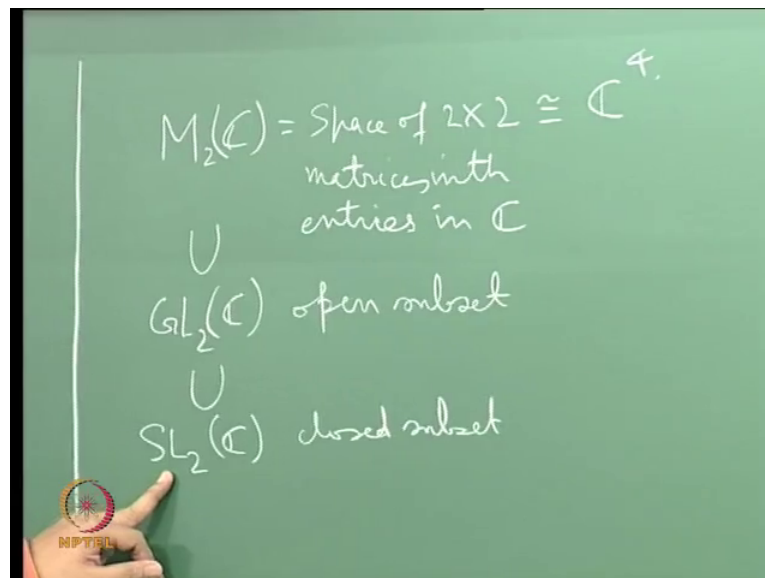 M₂(ℂ) = Space of 2×2 ≅ ℂ⁴.
matrices with
entries in ℂ
∪
GL₂(ℂ) open subset
∪
SL₂(ℂ) closed subset
NPTEL